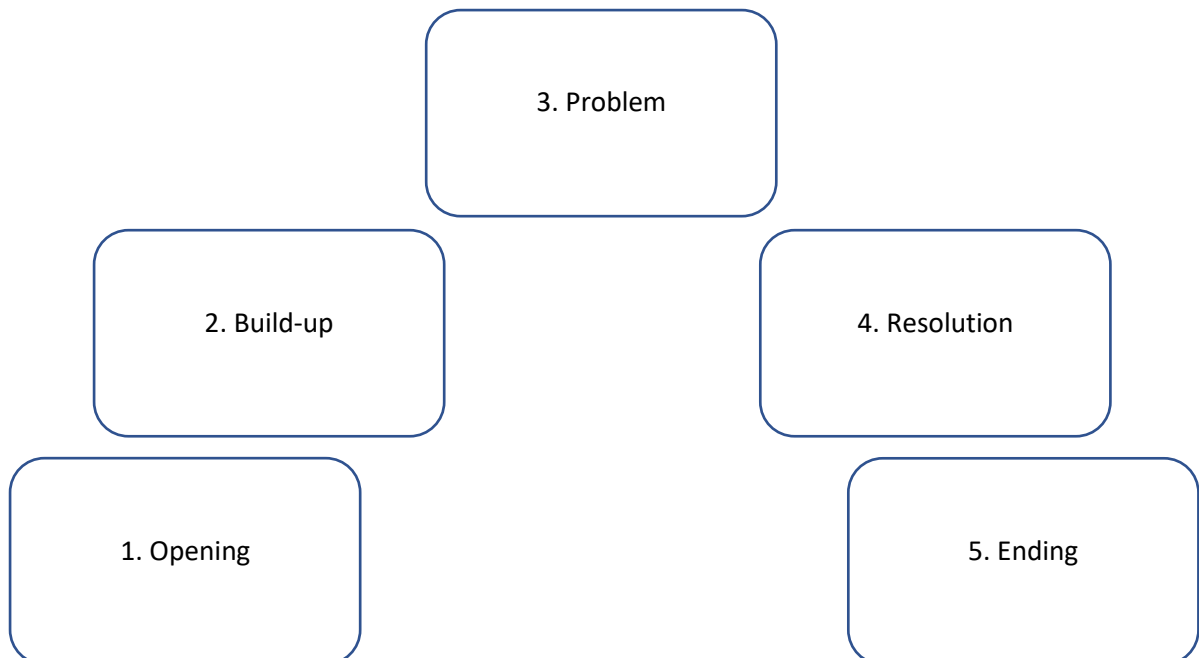 3. Problem
2. Build-up
4. Resolution
1. Opening
5. Ending